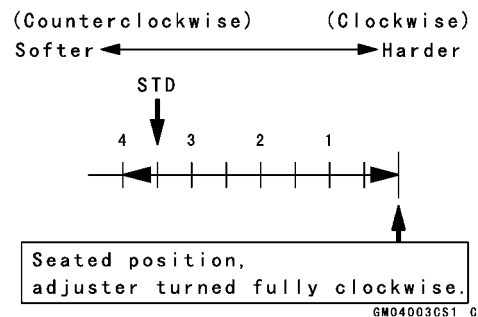 (Counterclockwise) (Clockwise)
Softer Harder
STD
4 3 2 1
Seated position,
adjuster turned fully clockwise.
GM04003CS1 C